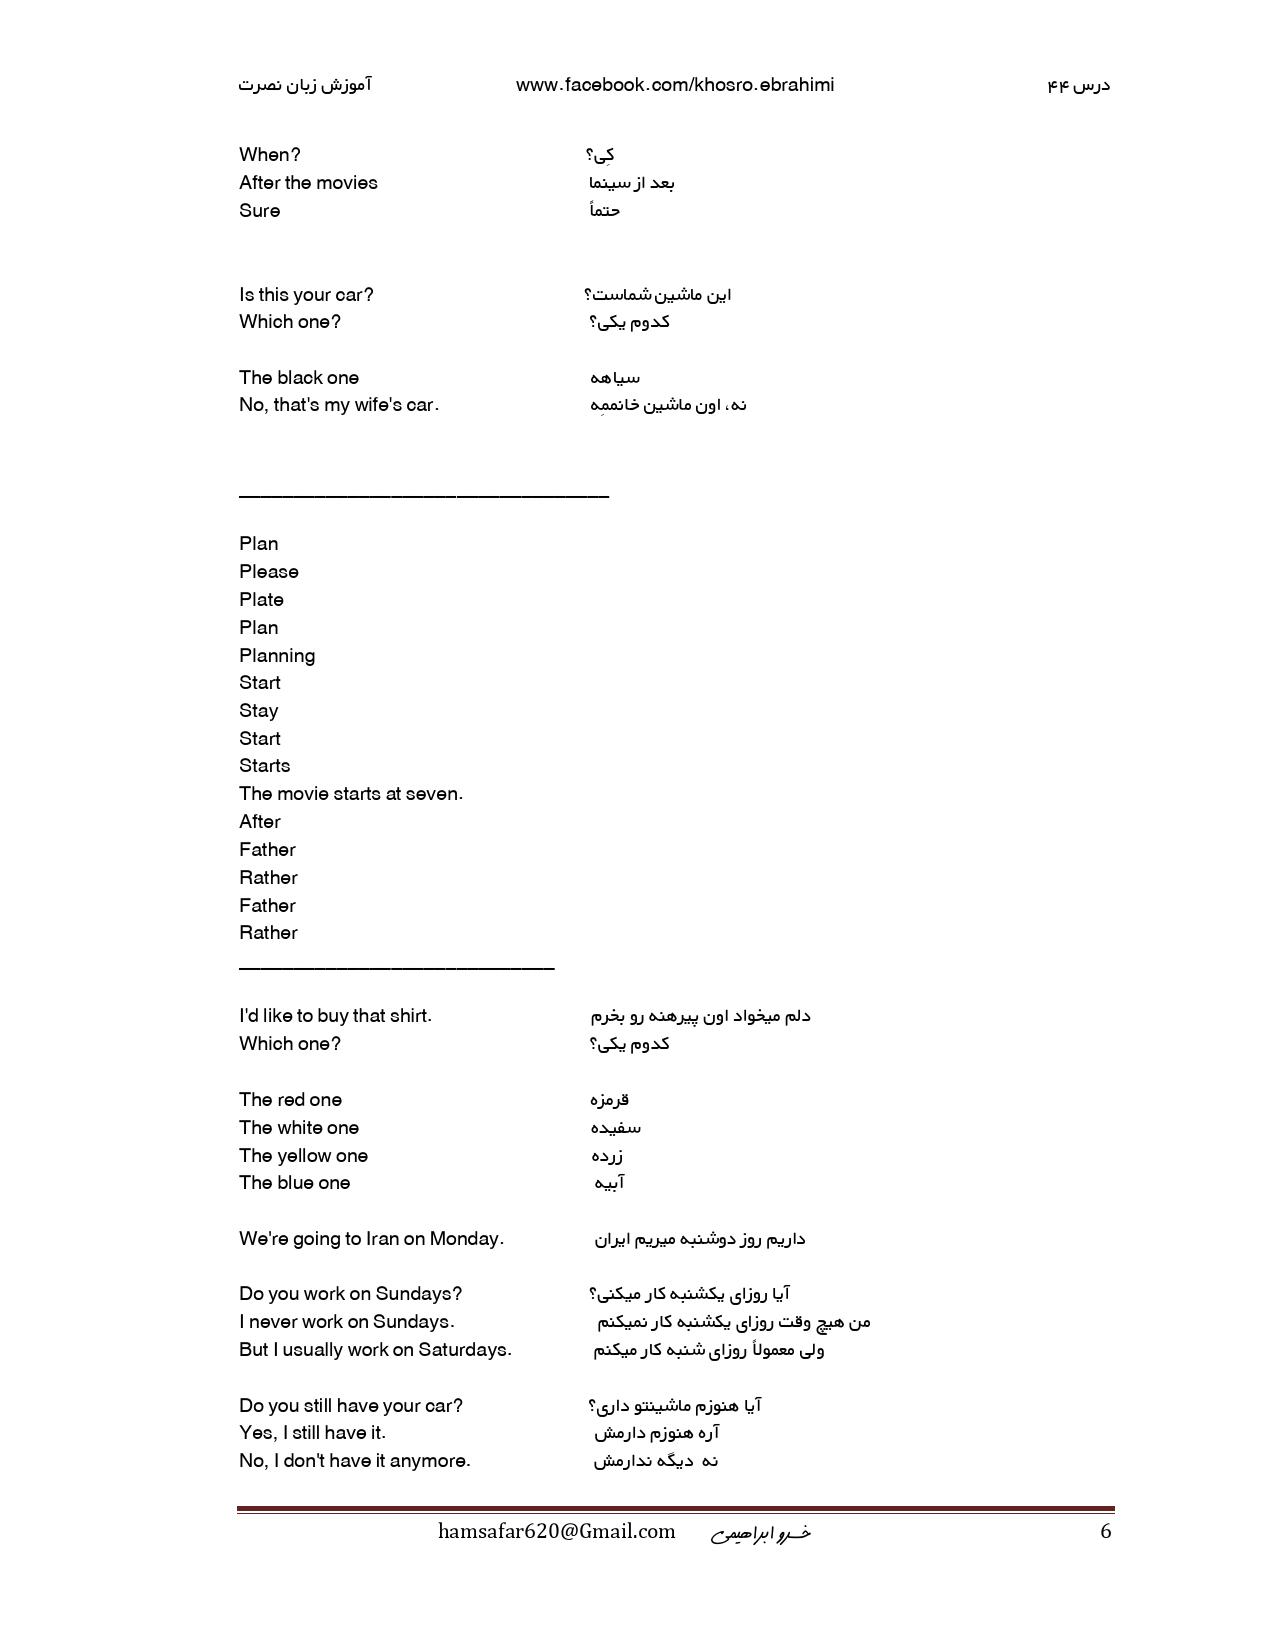 آموزش زبان نصرت www.facebook.com/khosro.ebrahimi درس ۴۴
When? کِی؟
After the movies بعد از سینما
Sure حتماً
Is this your car? این ماشین شماست؟
Which one? کدوم یکی؟
The black one سیاهه
No, that's my wife's car. نه، اون ماشین خانممِه
__________________________________
Plan
Please
Plate
Plan
Planning
Start
Stay
Start
Starts
The movie starts at seven.
After
Father
Rather
Father
Rather
_____________________________
I'd like to buy that shirt. دلم میخواد اون پیرهنه رو بخرم
Which one? کدوم یکی؟
The red one قرمزه
The white one سفیده
The yellow one زرده
The blue one آبیه
We're going to Iran on Monday. داریم روز دوشنبه میریم ایران
Do you work on Sundays? آیا روزای یکشنبه کار میکنی؟
I never work on Sundays. من هیچ وقت روزای یکشنبه کار نمیکنم
But I usually work on Saturdays. ولی معمولاً روزای شنبه کار میکنم
Do you still have your car? آیا هنوزم ماشینتو داری؟
Yes, I still have it. آره هنوزم دارمش
No, I don't have it anymore. نه دیگه ندارمش
hamsafar620@Gmail.com خسرو ابراهیمی 6